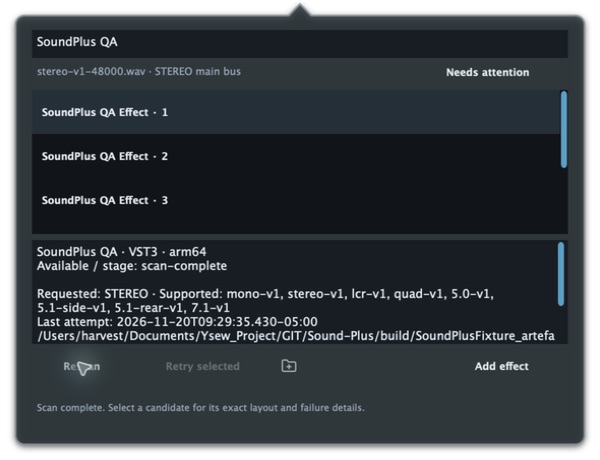 SoundPlus QA
stereo-v1-48000.wav · STEREO main bus
Needs attention
SoundPlus QA Effect · 1
SoundPlus QA Effect · 2
SoundPlus QA Effect · 3
SoundPlus QA · VST3 · arm64
Available / stage: scan-complete
Requested: STEREO · Supported: mono-v1, stereo-v1, lcr-v1, quad-v1, 5.0-v1,
5.1-side-v1, 5.1-rear-v1, 7.1-v1
Last attempt: 2026-11-20T09:29:35.430-05:00
/Users/harvest/Documents/Ysew_Project/GIT/Sound-Plus/build/SoundPlusFixture_artefa
Retry selected
Add effect
Scan complete. Select a candidate for its exact layout and failure details.